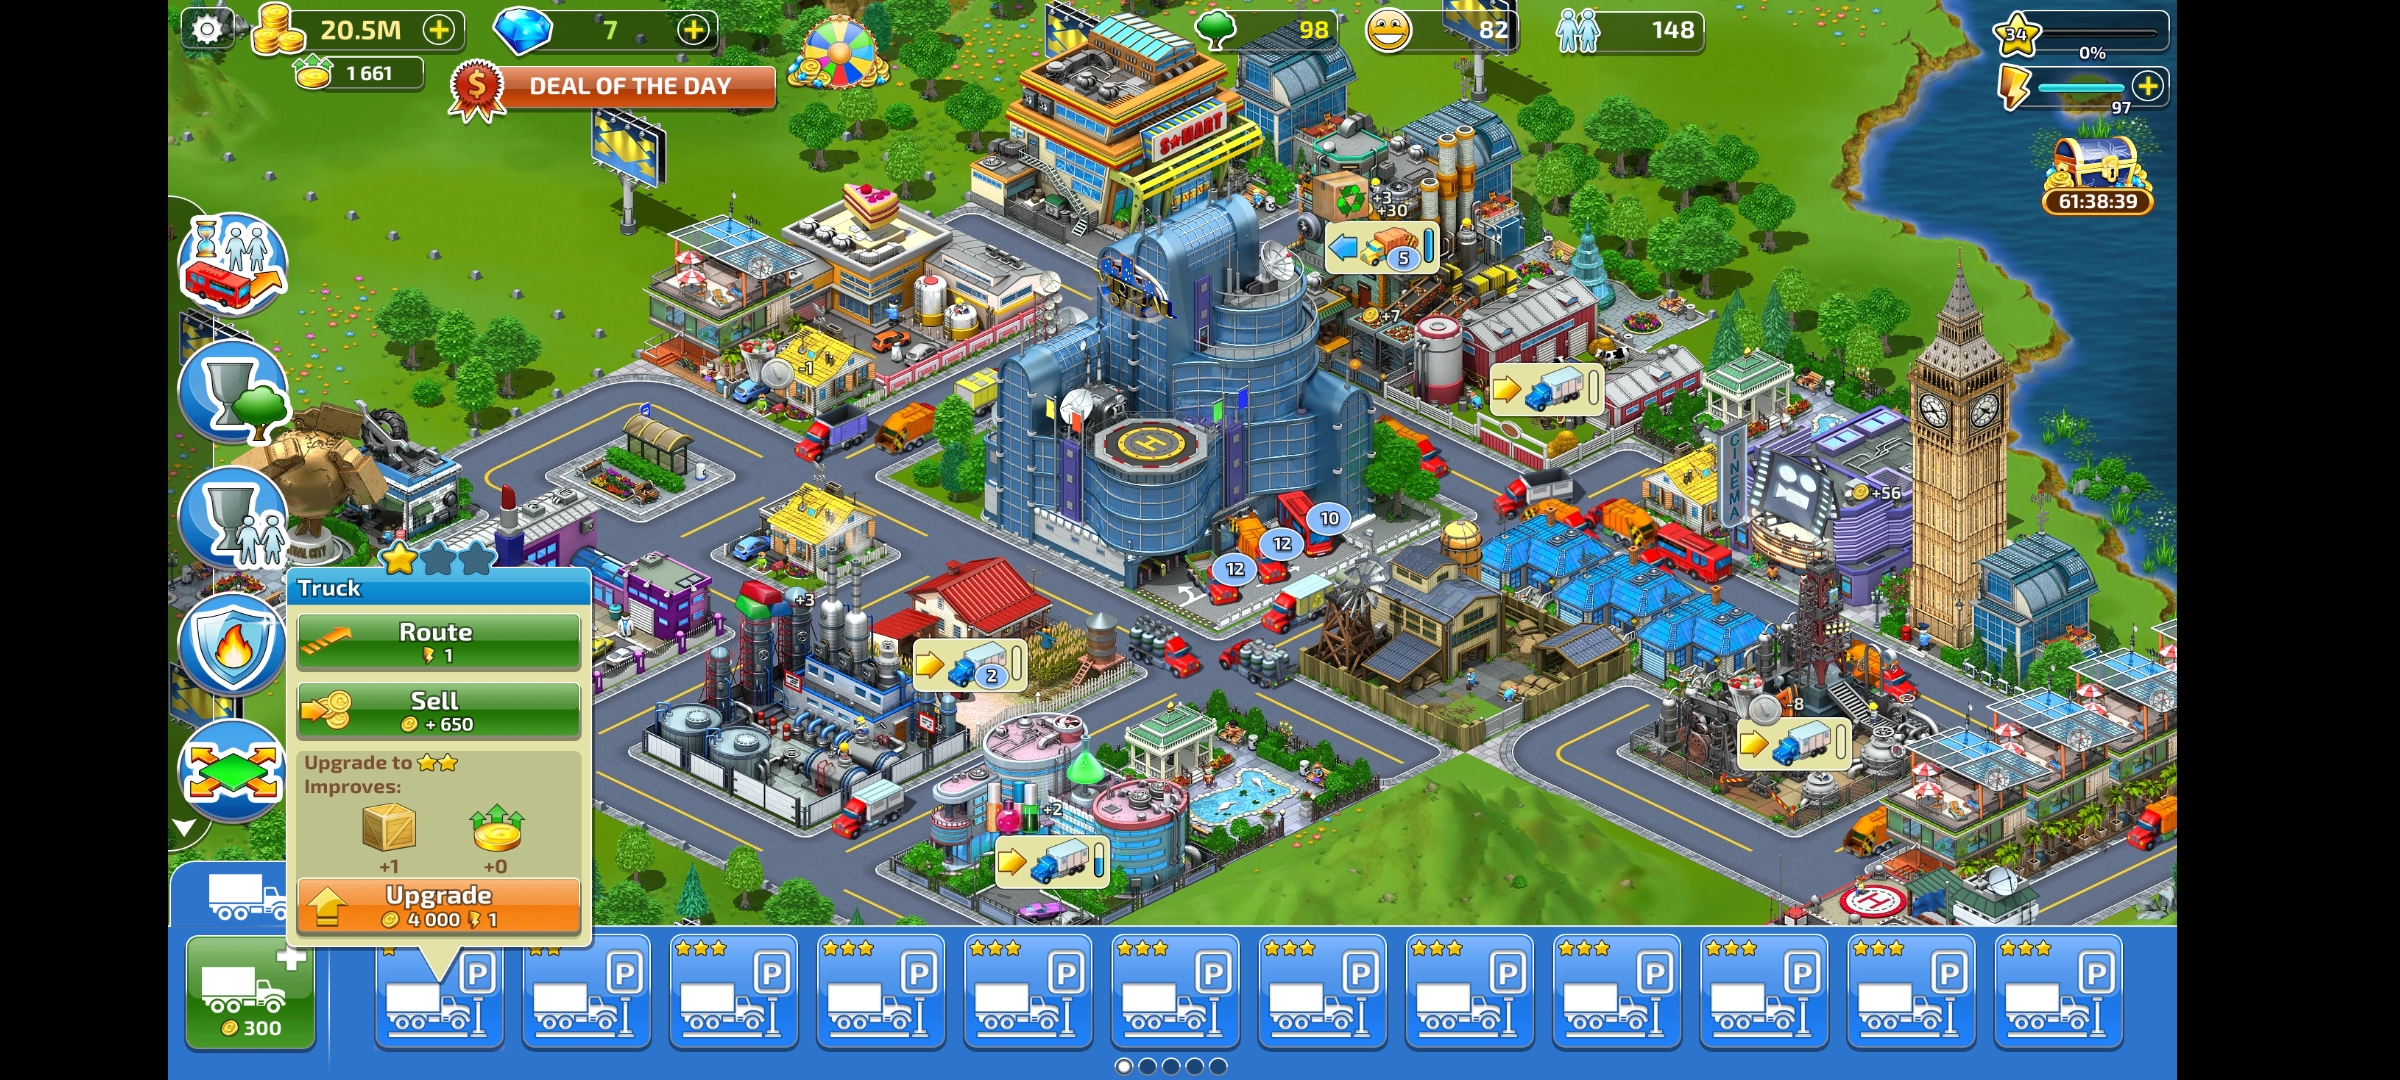 20.5M
7
98
82
148
34
0%
1 661
DEAL OF THE DAY
97
S★MART
61:38:39
+3
+30
5
+7
-1
CINEMA
+56
10
12
12
Truck
Route
1
Sell
+ 650
Upgrade to
Improves:
+1
+0
Upgrade
4 000 1
+3
2
-8
+2
H
H
300
P
P
P
P
P
P
P
P
P
P
P
P